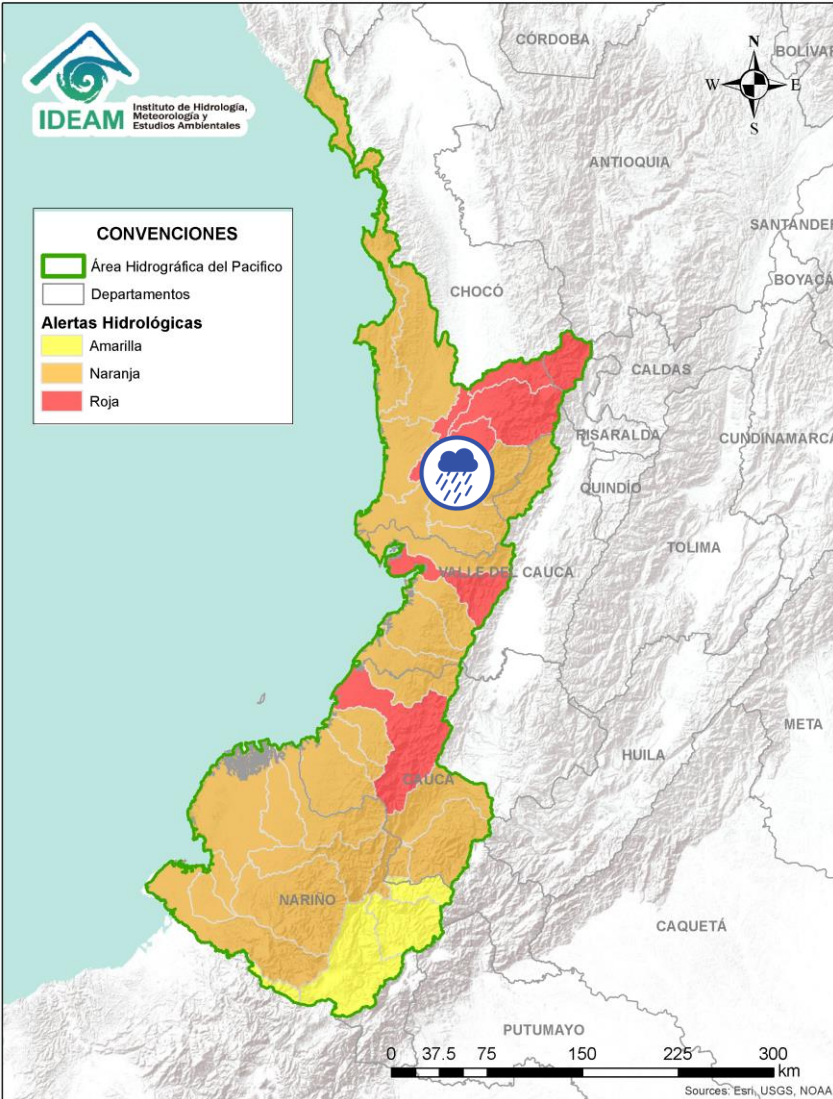 IDEAM
Instituto de Hidrología,
Meteorología y
Estudios Ambientales
N
W
E
S
CÓRDOBA
BOLÍVAR
ANTIOQUIA
SANTANDER
BOYACÁ
CHOCÓ
CONVENCIONES
Área Hidrográfica del Pacifico
Departamentos
Alertas Hidrológicas
Amarilla
Naranja
Roja
CALDAS
RISARALDA
CUNDINAMARCA
QUINDÍO
TOLIMA
VALLE DEL CAUCA
META
HUILA
CAUCA
NARIÑO
CAQUETÁ
PUTUMAYO
0 37.5 75 150 225 300
km
Sources: Esri, USGS, NOAA